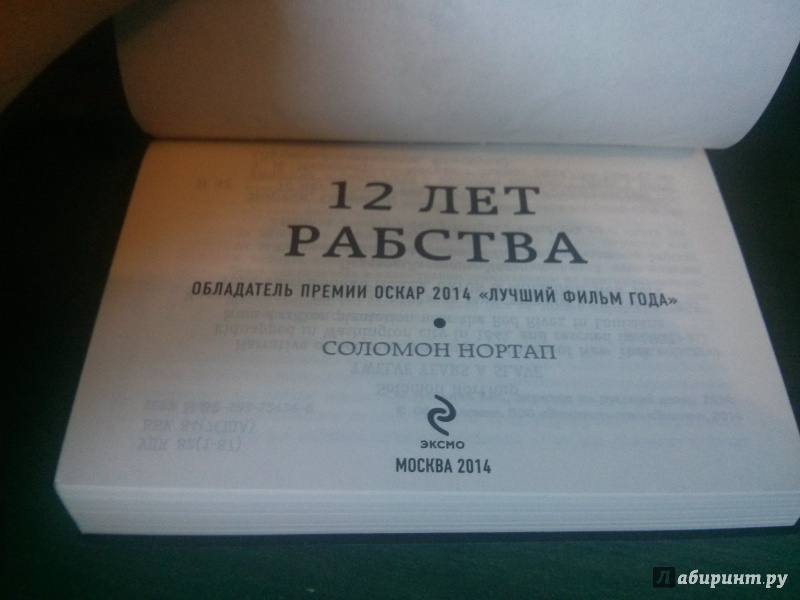 12 ЛЕТ
РАБСТВА
ОБЛАДАТЕЛЬ ПРЕМИИ ОСКАР 2014 «ЛУЧШИЙ ФИЛЬМ ГОДА»
СОЛОМОН НОРТАП
ЭКСМО
МОСКВА 2014
Лабиринт.ру